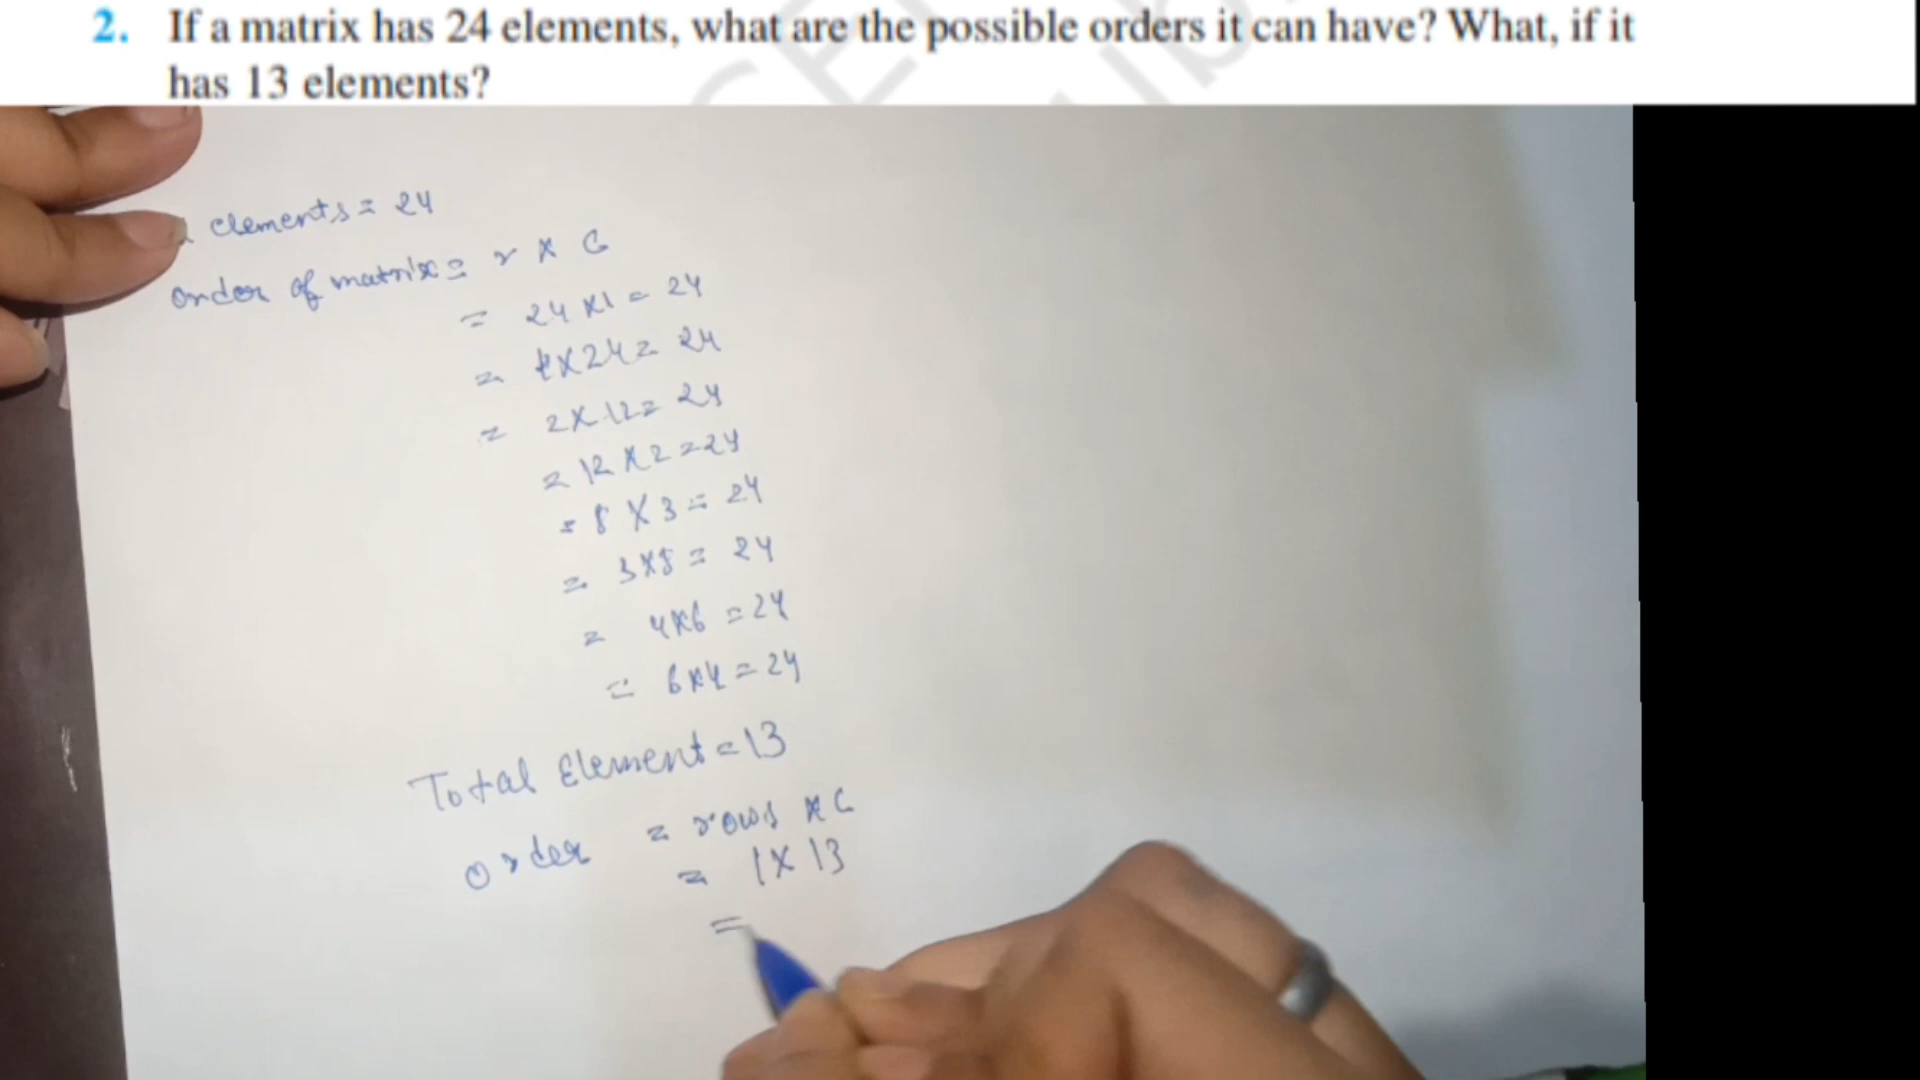 2. If a matrix has 24 elements, what are the possible orders it can have? What, if it
has 13 elements?
elements = 24
order of matrix = r × C
= 24 × 1 = 24
= 1 × 24 = 24
= 2 × 12 = 24
= 12 × 2 = 24
= 8 × 3 = 24
= 3 × 8 = 24
= 4 × 6 = 24
= 6 × 4 = 24
Total Element = 13
order = rows × C
= 1 × 13
=